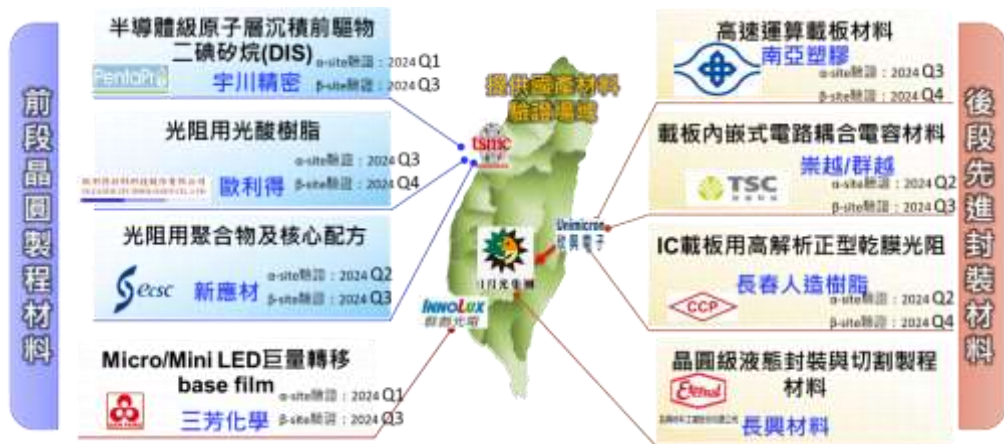 前段晶圓製程材料
半導體級原子層沉積前驅物
二碘矽烷(DIS)
α-site驗證：2024 Q1
PentaPro
宇川精密
β-site驗證：2024 Q3
光阻用光酸樹脂
α-site驗證：2024 Q3
歐利得
β-site驗證：2024 Q4
光阻用聚合物及核心配方
α-site驗證：2024 Q2
ecsc
新應材
β-site驗證：2024 Q3
Micro/Mini LED巨量轉移
base film
α-site驗證：2024 Q1
三芳化學
β-site驗證：2024 Q3
提供國產材料
驗證場域
tsmc
Unimicron
欣興電子
日月光集團
INNOLUX
群創光電
高速運算載板材料
南亞塑膠
α-site驗證：2024 Q3
β-site驗證：2024 Q4
載板內嵌式電路耦合電容材料
崇越/群越
TSC
α-site驗證：2024 Q2
β-site驗證：2024 Q3
IC載板用高解析正型乾膜光阻
長春人造樹脂
CCP
α-site驗證：2024 Q2
β-site驗證：2024 Q4
晶圓級液態封裝與切割製程
材料
Eternal
長興材料
後段先進封裝材料